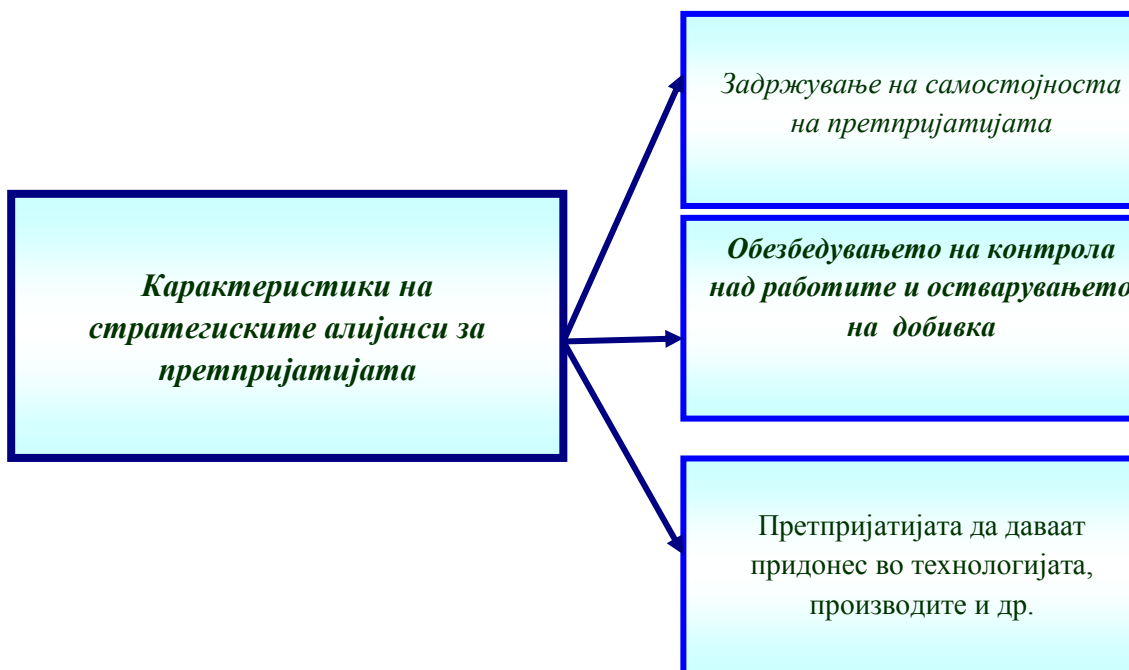 Карактеристики на
стратегиските алијанси за
претпријатијата
Задржување на самостојноста
на претпријатијата
Обезбедувањето на контрола
над работите и остварувањето
на добивка
Претпријатијата да даваат
придонес во технологијата,
производите и др.